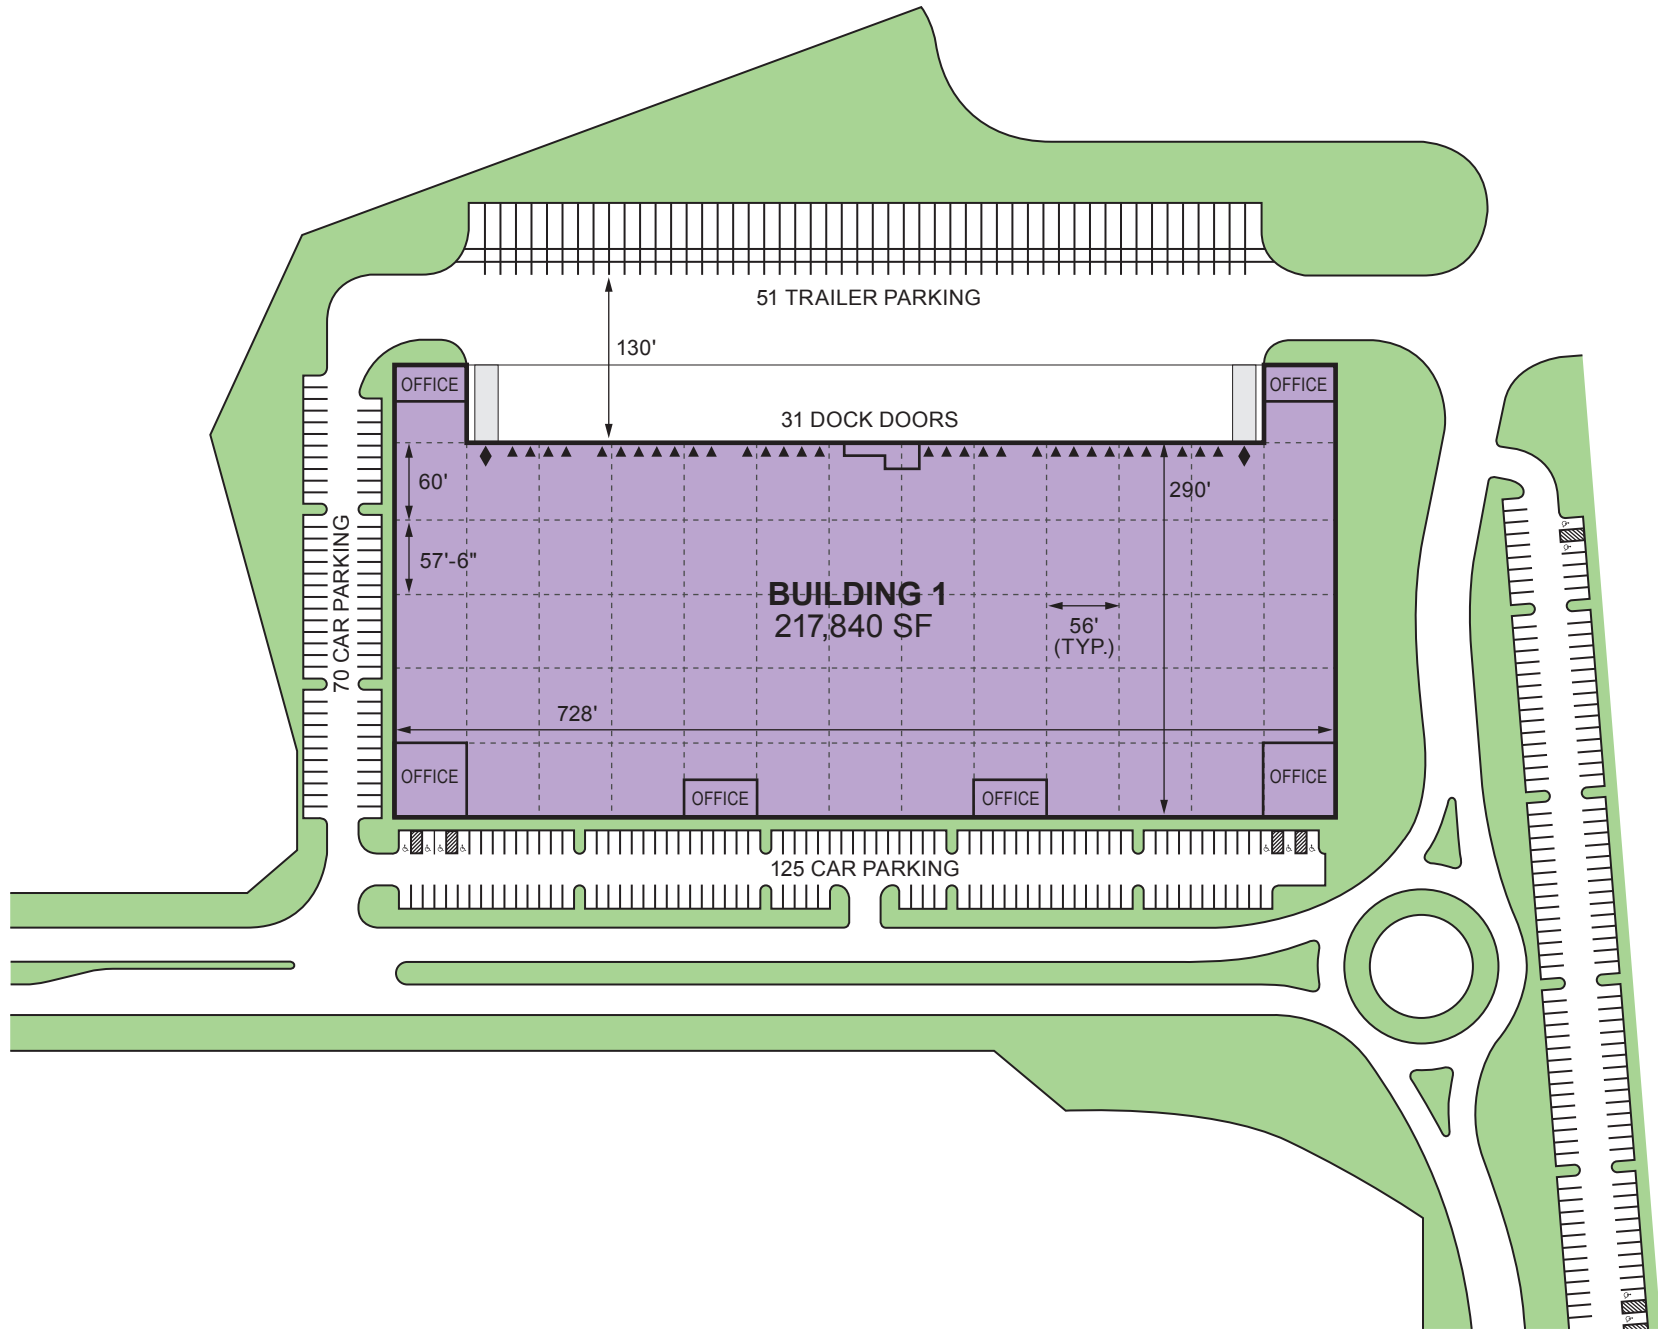 51 TRAILER PARKING
130'
OFFICE
OFFICE
31 DOCK DOORS
60'
290'
57'-6"
70 CAR PARKING
BUILDING 1
217,840 SF
56'
(TYP.)
728'
OFFICE
OFFICE
OFFICE
OFFICE
125 CAR PARKING